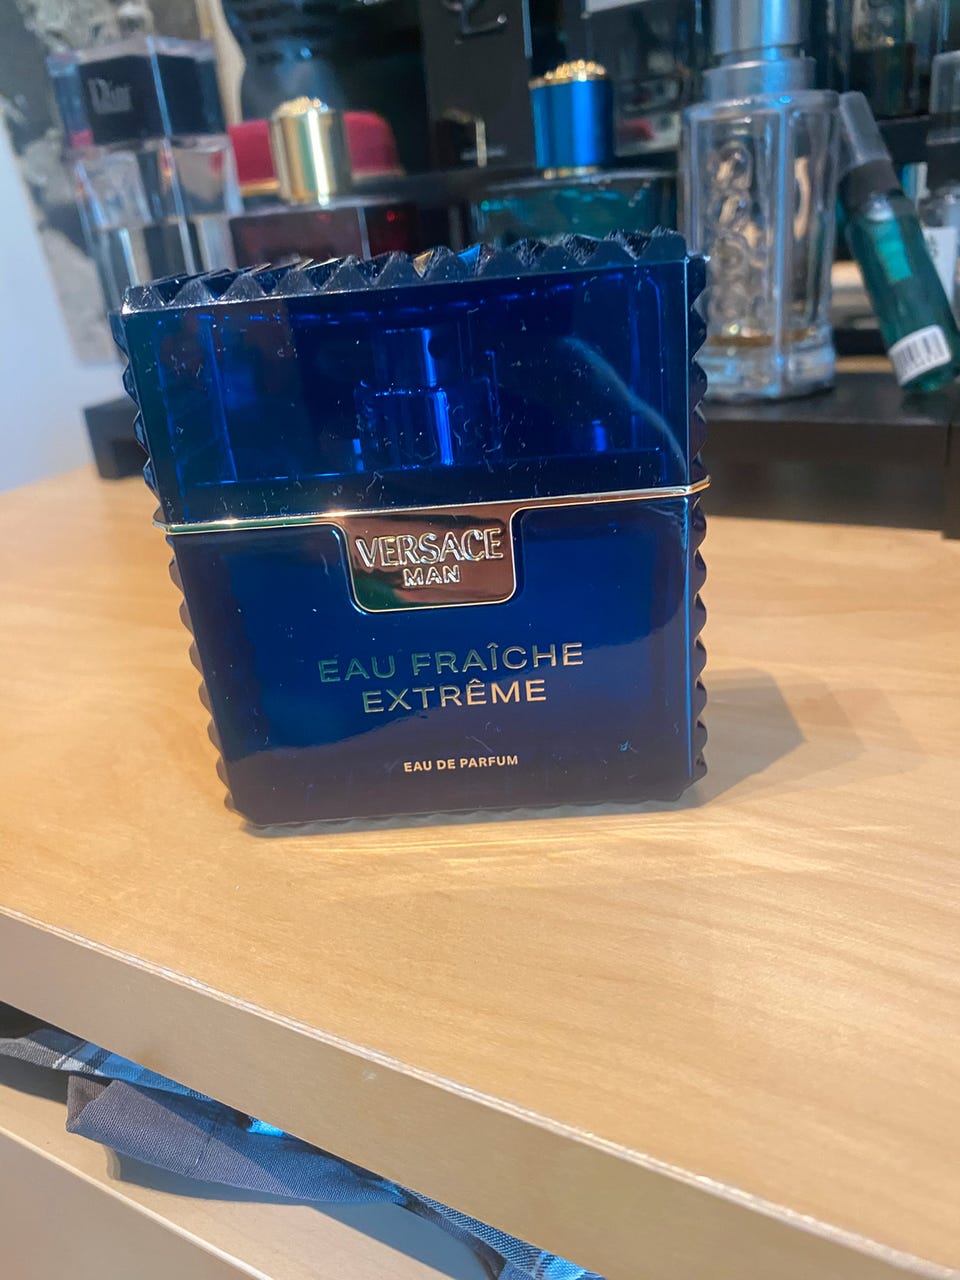 Dior
VERSACE
MAN
EAU FRAÎCHE
EXTRÊME
EAU DE PARFUM